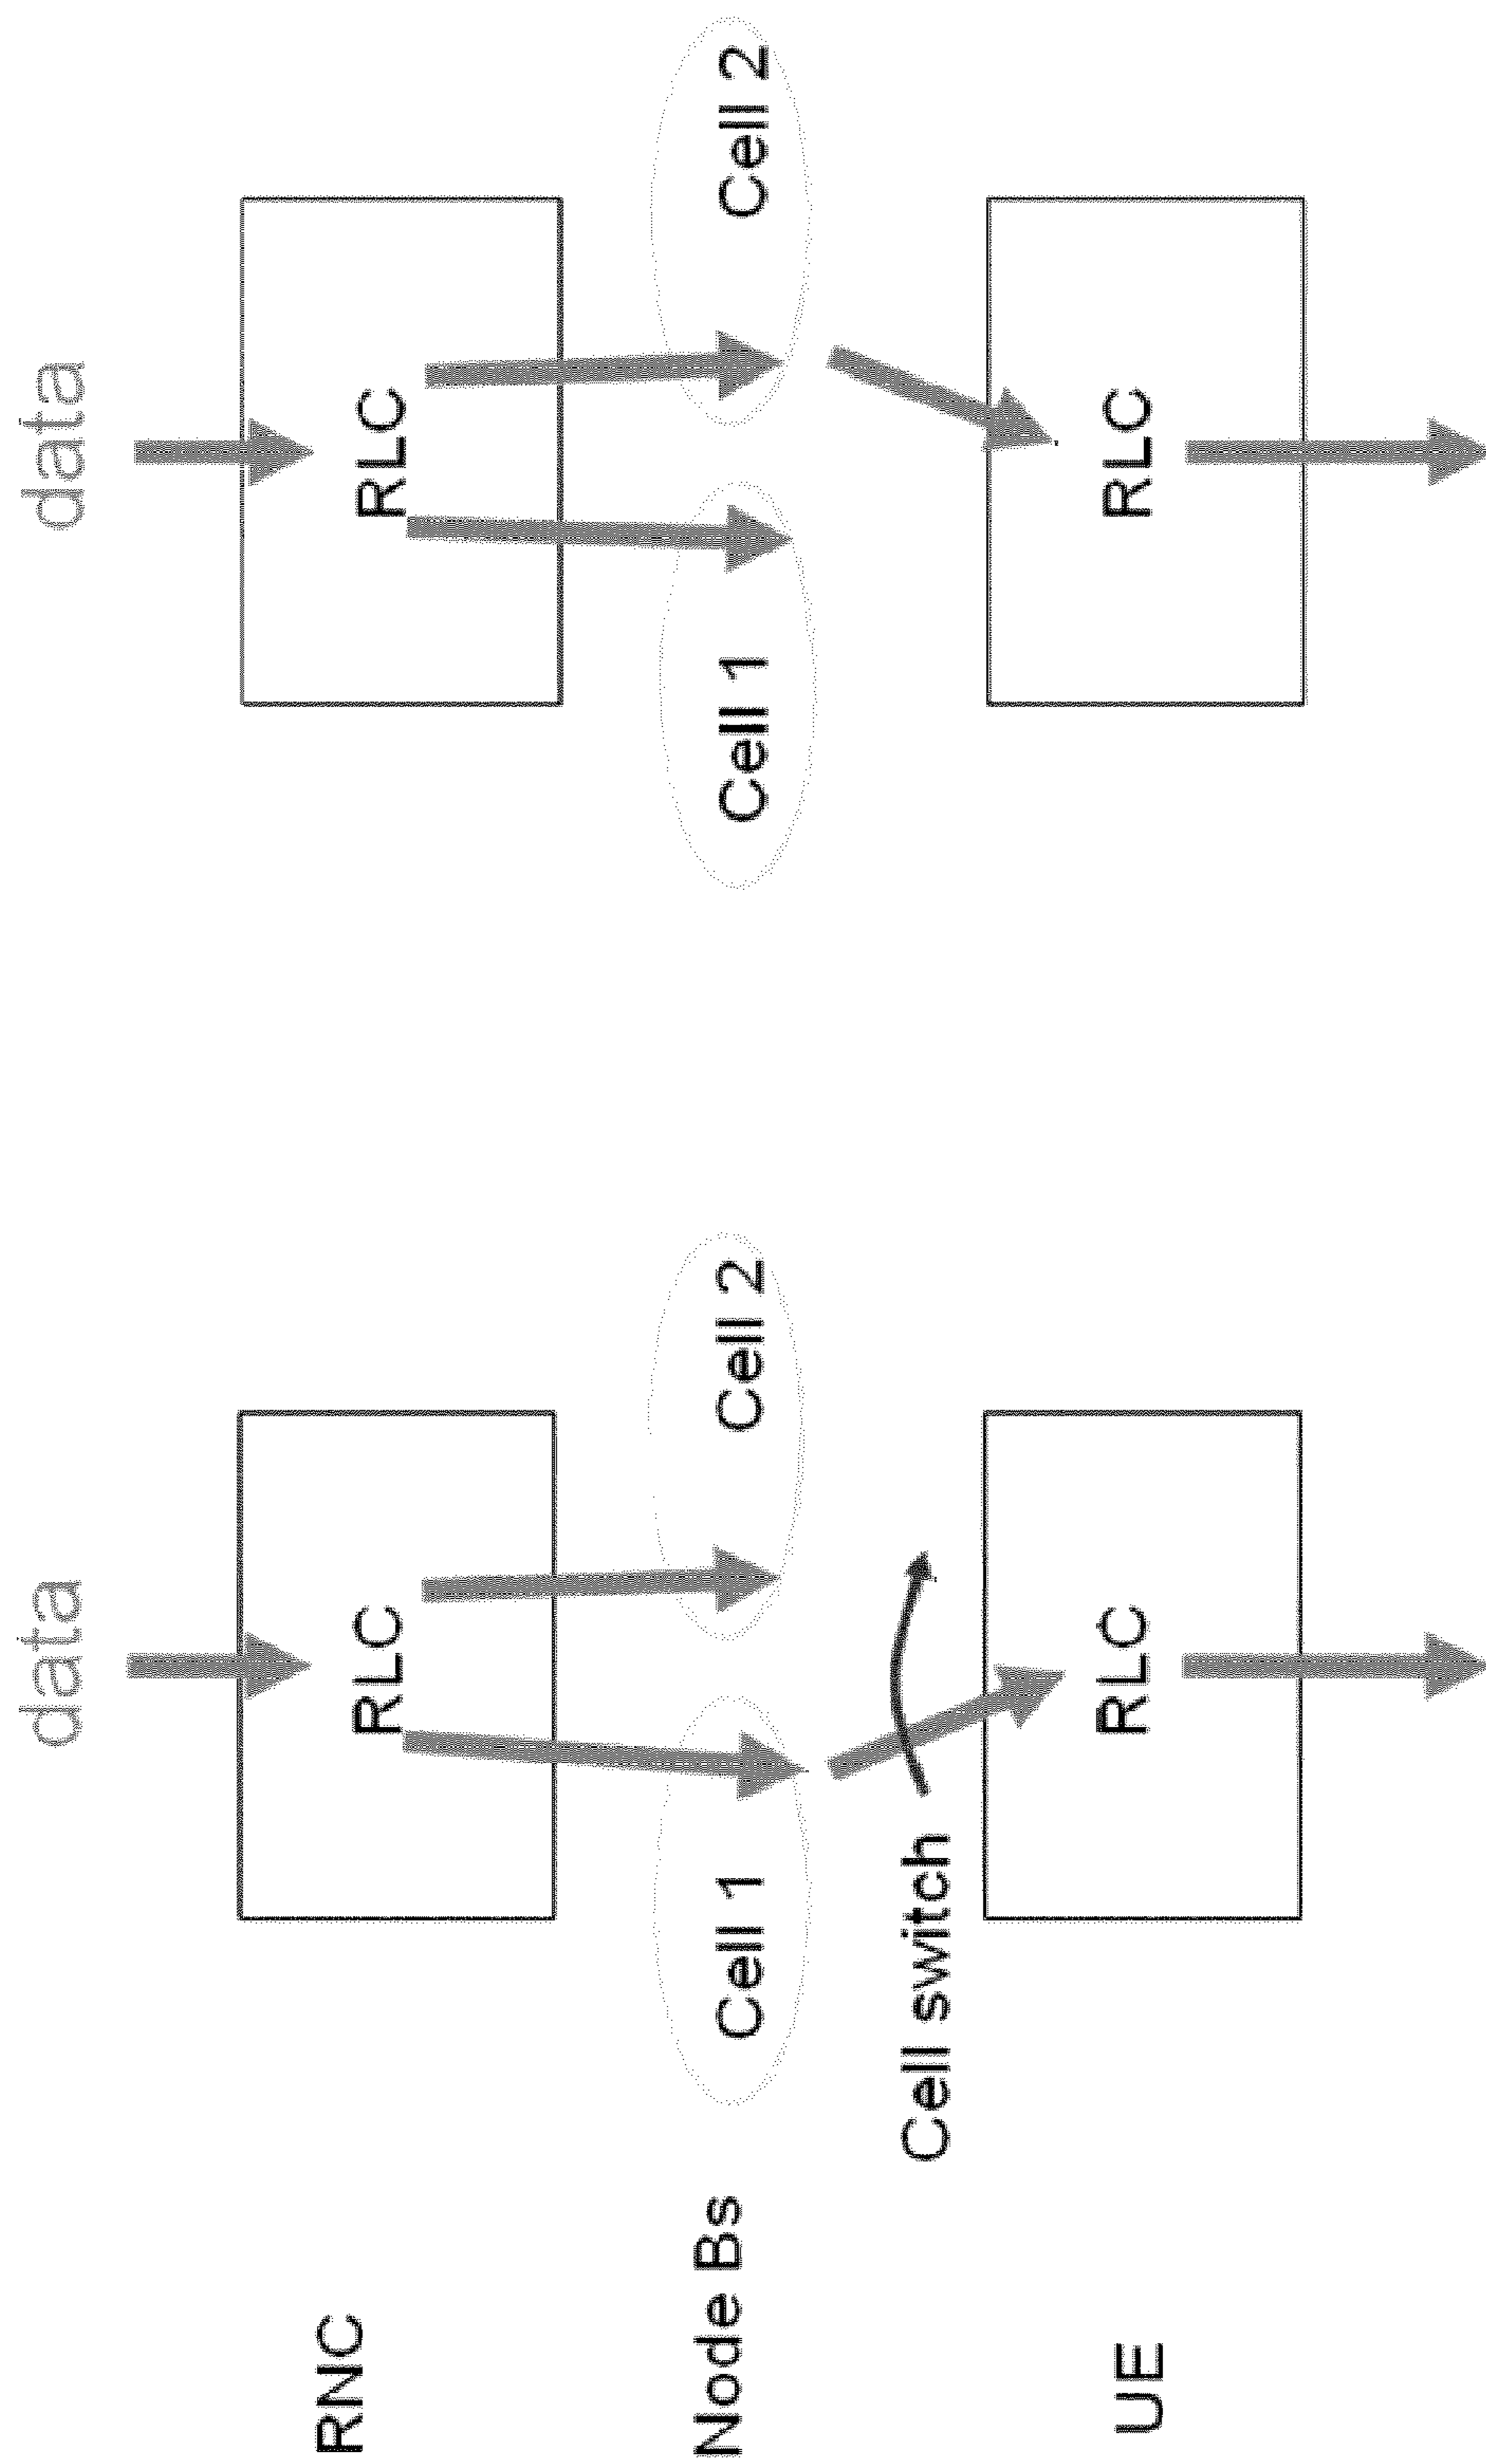 data
data
RNC
RLC
RLC
Node Bs
Cell 1
Cell 2
Cell 1
Cell 2
Cell switch
UE
RLC
RLC